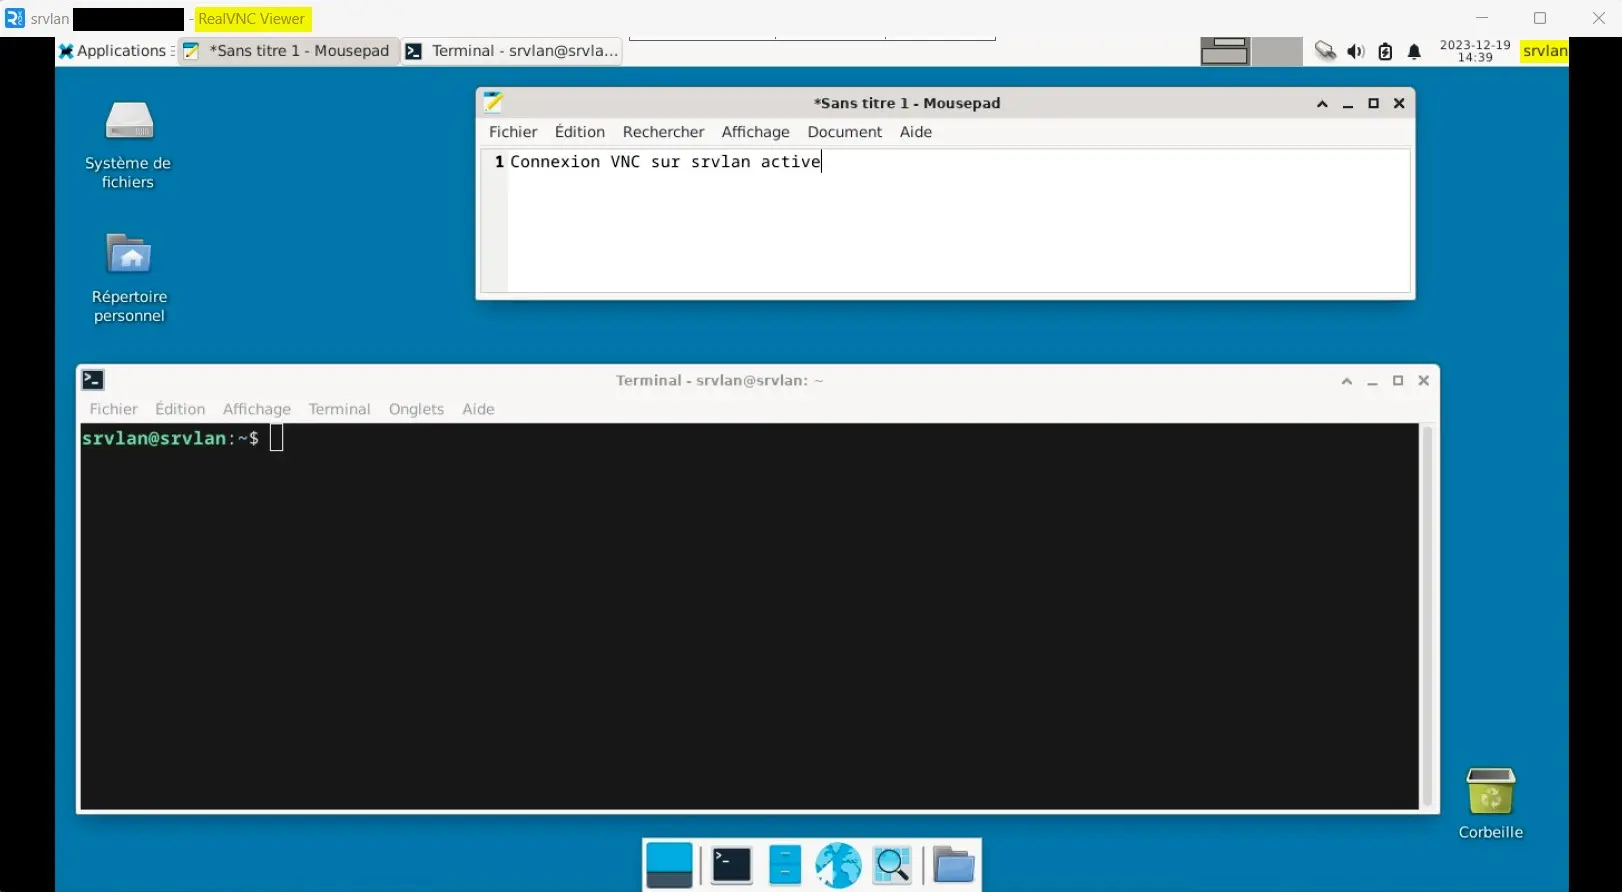 srvlan - RealVNC Viewer
Applications *Sans titre 1 - Mousepad Terminal - srvlan@srvla... 2023-12-19 srvlan
14:39
*Sans titre 1 - Mousepad
Fichier Édition Rechercher Affichage Document Aide
1 Connexion VNC sur srvlan active
Système de
fichiers
Répertoire
personnel
Terminal - srvlan@srvlan: ~
Fichier Édition Affichage Terminal Onglets Aide
srvlan@srvlan:~$
Corbeille